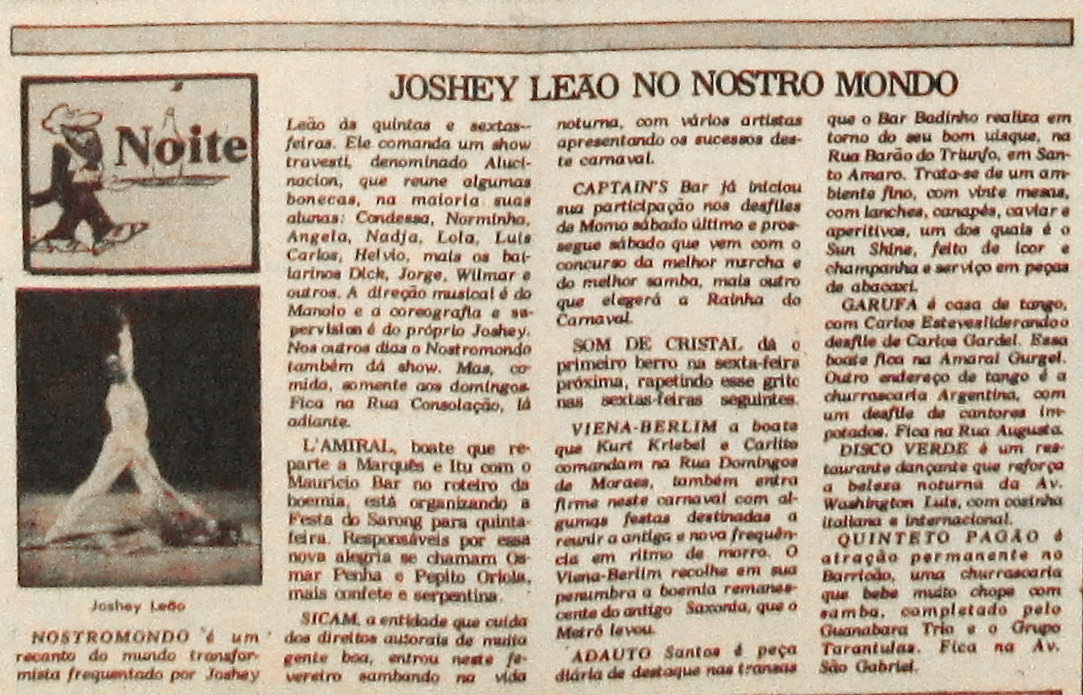 JOSHEY LEÃO NO NOSTRO MONDO
Noite
Joshey Leão
NOSTROMONDO é um
recanto do mundo transfor-
mista frequentado por Joshey
Leão às quintas e sextas-
feiras. Ele comanda um show
travesti, denominado Aluci-
nacion, que reune algumas
bonecas, na maioria suas
alunas: Condessa, Norminha,
Angela, Nadja, Lola, Luis
Carlos, Helvio, mais os bai-
larinos Dick, Jorge, Wilmar e
outros. A direção musical é do
Manolo e a coreografia e su-
pervision é do próprio Joshey.
Nos outros dias o Nostromondo
também dá show. Mas, co-
mida, somente aos domingos.
Fica na Rua Consolação, lá
adiante.
L'AMIRAL, boate que re-
parte a Marquês e Itu com o
Mauricio Bar no roteiro da
boemia, está organizando a
Festa do Sarong para quinta-
feira. Responsáveis por essa
nova alegria se chamam Os-
mar Penha e Pepito Oriola,
mais confete e serpentina.
SICAM, a entidade que cuida
dos direitos autorais de muita
gente boa, entrou neste fe-
vereiro sambando na vida
noturna, com vários artistas
apresentando os sucessos des-
te carnaval.
CAPTAIN'S Bar já iniciou
sua participação nos desfiles
da Momo sábado último e pros-
segue sábado que vem com o
concurso da melhor mzrcha e
do melhor samba, mais outro
que elegerá a Rainha do
Carnaval.
SOM DE CRISTAL dá o
primeiro berro na sexta-feira
próxima, rapetindo esse grito
nas sextas-feiras seguintes.
VIENA-BERLIM a boate
que Kurt Kriebel e Carlito
comandam na Rua Domingos
de Moraes, também entra
firme neste carnaval com al-
gumas festas destinadas a
reunir a antiga e nova frequên-
cia em ritmo de morro. O
Viena-Berlim recolhe em sua
penumbra a boemia remanes-
cente do antigo Saxonia, que o
Metrô levou.
ADAUTO Santos é peça
diária de destaque nas transas
que o Bar Badinho realiza em
torno do seu bom uisque, na
Rua Barão do Triunfo, em San-
to Amaro. Trata-se de um am-
biente fino, com vinte mesas,
com lanches, canapés, caviar e
aperitivos, um dos quais é o
Sun Shine, feito de licor e
champanha e serviço em peças
de abacaxi.
GARUFA é casa de tango,
com Carlos Estevesliderandoo
desfile de Carlos Gardel. Essa
boate fica na Amaral Gurgel.
Outro endereço de tango é a
churrascaria Argentina, com
um desfile de cantores im-
potados. Fica na Rua Augusta.
DISCO VERDE é um res-
taurante dançante que reforça
a beleza noturna da Av.
Washington Luis, com cozinha
italiana e internacional.
QUINTETO PAGÃO é
atração permanente no
Barricão, uma churrascaria
que bebe muito chope com
samba, completado pelo
Guanabara Trio e o Grupo
Tarantulas. Fica na Av.
São Gabriel.